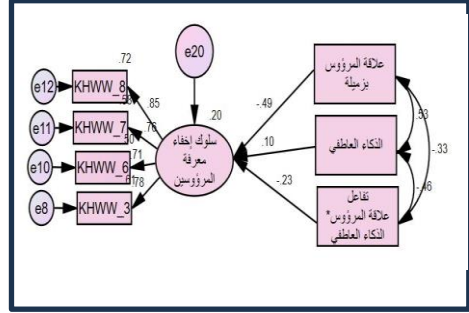 e20
.72
e12
KHWW_8
.85
.20
e11
KHWW_7
.76
e10
KHWW_6
.71
e8
KHWW_3
.78
سلوك إخفاء
معرفة
المرؤوسين
علاقة المرؤوس
بزميلة
-.49
الذكاء العاطفي
.10
.53
-.33
-.46
-.23
تفاعل
علاقة المرؤوس*
الذكاء العاطفي